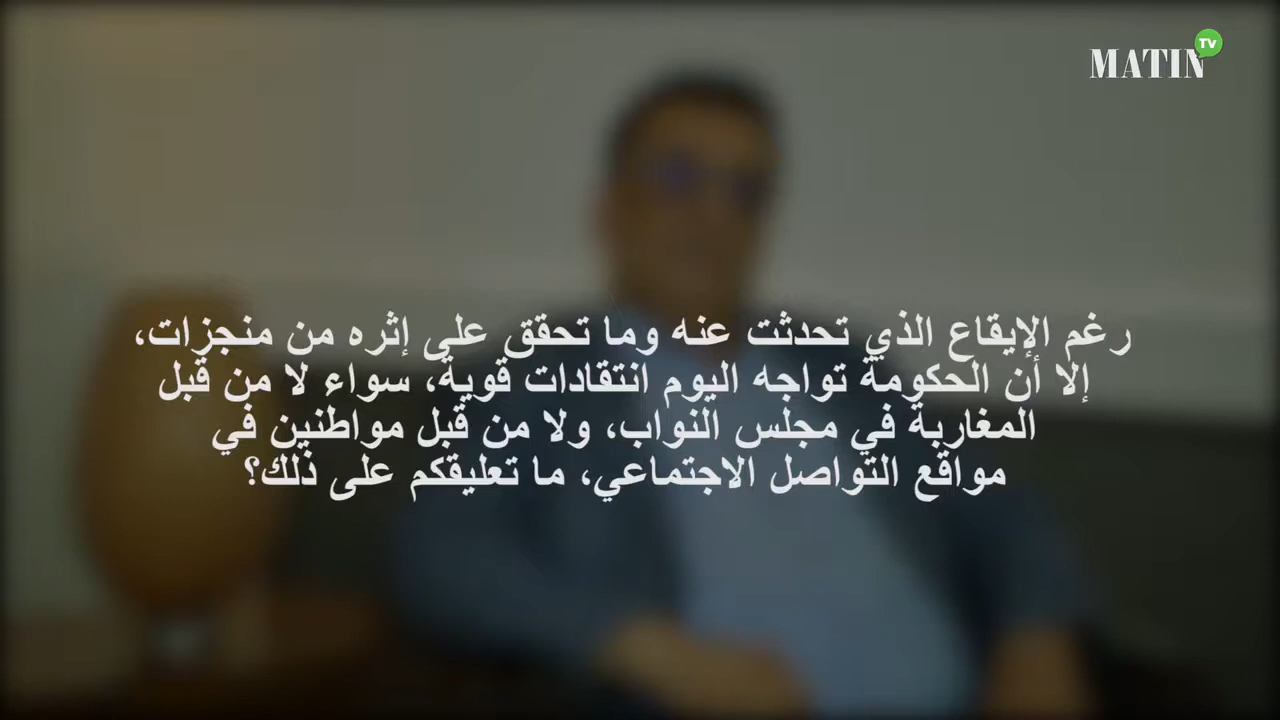 MATIN TV
رغم الإيقاع الذي تحدثت عنه وما تحقق على إثره من منجزات،
إلا أن الحكومة تواجه اليوم انتقادات قوية، سواء لا من قبل
المغاربة في مجلس النواب، ولا من قبل مواطنين في
مواقع التواصل الاجتماعي، ما تعليقكم على ذلك؟